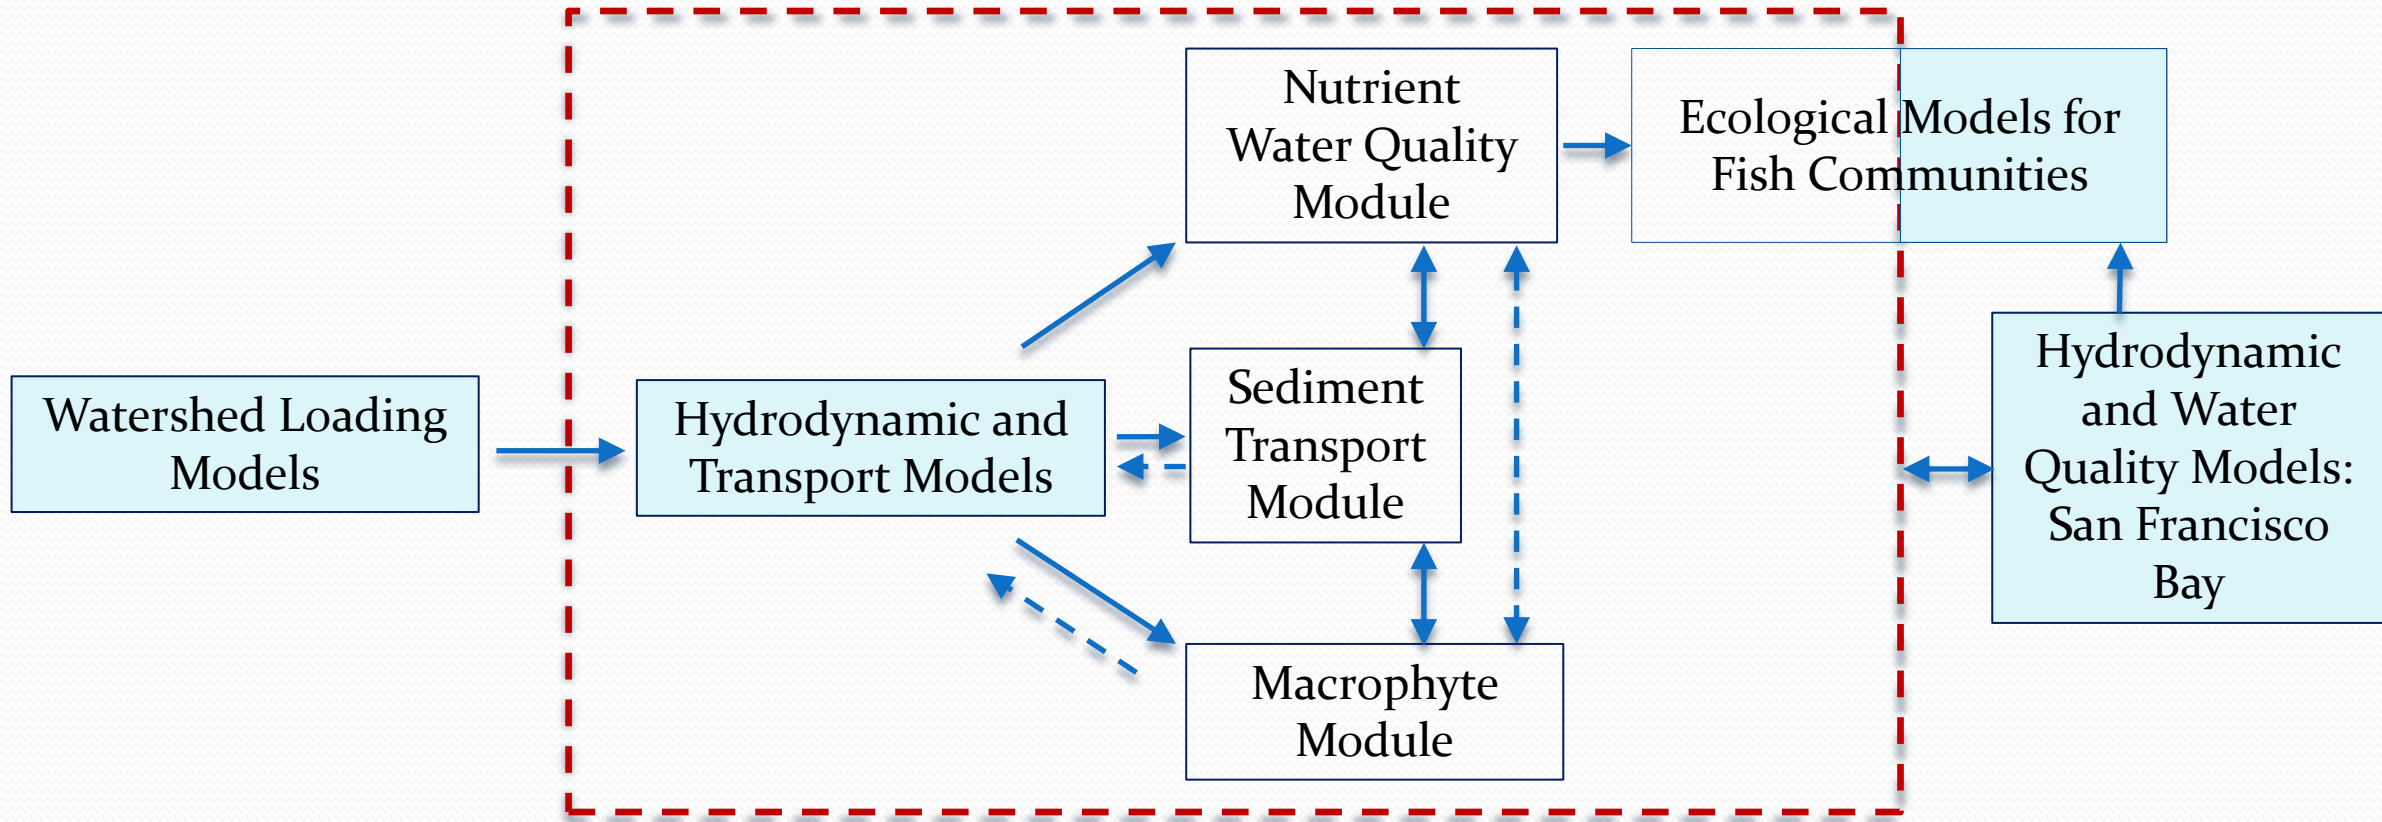 Watershed Loading
Models
Hydrodynamic and
Transport Models
Nutrient
Water Quality
Module
Sediment
Transport
Module
Macrophyte
Module
Ecological Models for
Fish Communities
Hydrodynamic
and Water
Quality Models:
San Francisco
Bay